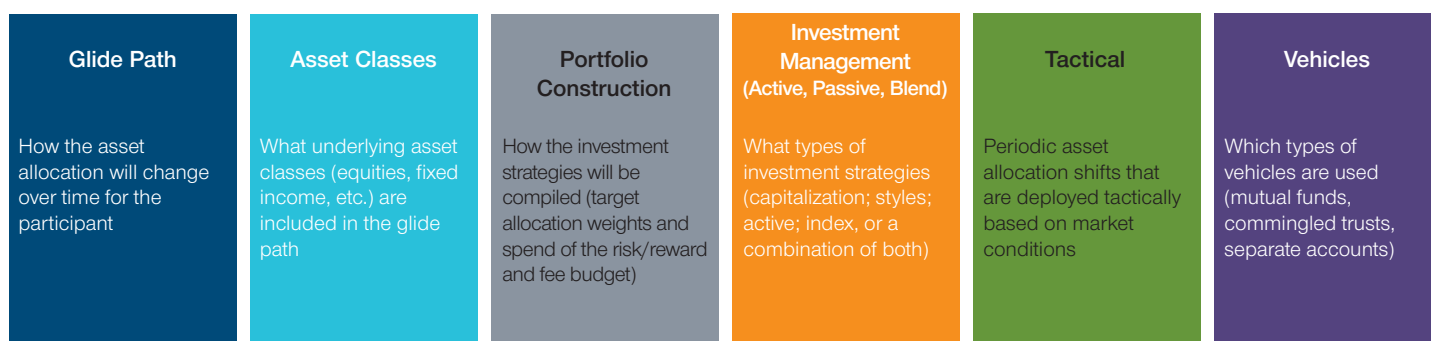 Glide Path
How the asset
allocation will change
over time for the
participant
Asset Classes
What underlying asset
classes (equities, fixed
income, etc.) are
included in the glide
path
Portfolio
Construction
How the investment
strategies will be
compiled (target
allocation weights and
spend of the risk/reward
and fee budget)
Investment
Management
(Active, Passive, Blend)
What types of
investment strategies
(capitalization; styles;
active; index, or a
combination of both)
Tactical
Periodic asset
allocation shifts that
are deployed tactically
based on market
conditions
Vehicles
Which types of
vehicles are used
(mutual funds,
commingled trusts,
separate accounts)